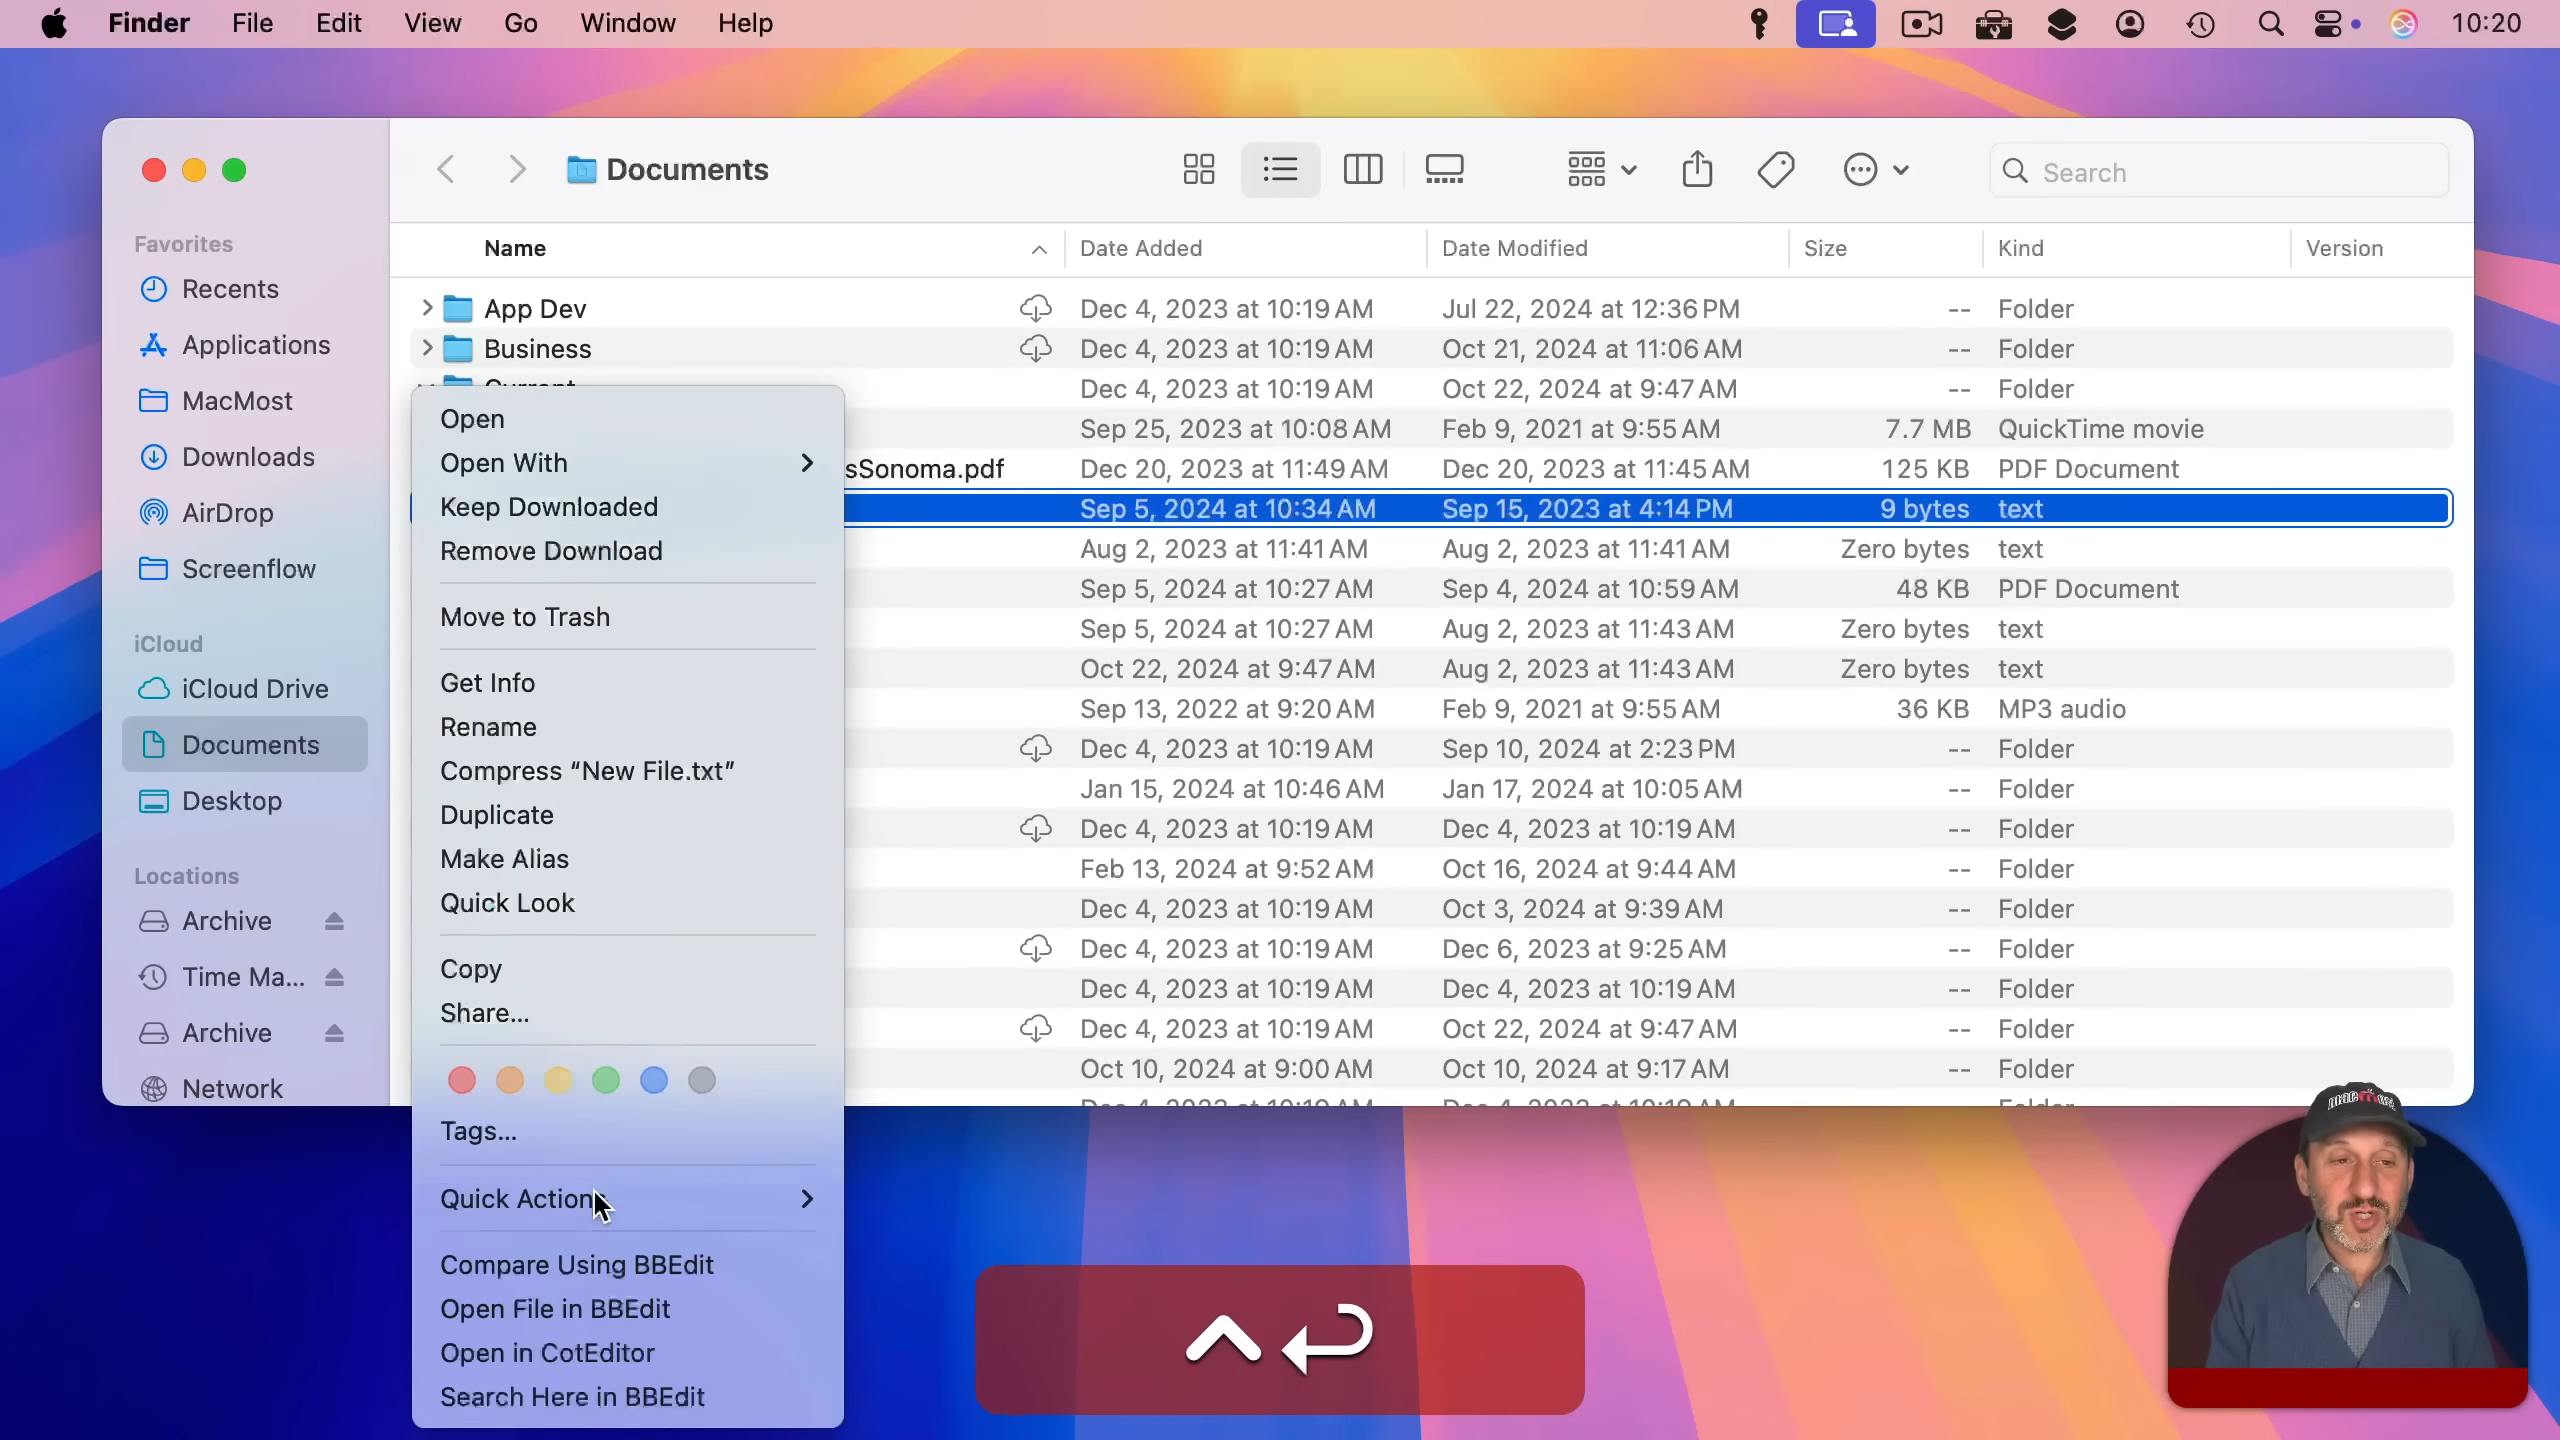 Finder File Edit View Go Window Help 10:20
Documents
Search
Favorites
Recents
Applications
MacMost
Downloads
AirDrop
Screenflow
iCloud
iCloud Drive
Documents
Desktop
Locations
Archive
Time Ma...
Archive
Network
Name Date Added Date Modified Size Kind Version
App Dev Dec 4, 2023 at 10:19 AM Jul 22, 2024 at 12:36 PM -- Folder
Business Dec 4, 2023 at 10:19 AM Oct 21, 2024 at 11:06 AM -- Folder
Current Dec 4, 2023 at 10:19 AM Oct 22, 2024 at 9:47 AM -- Folder
Sep 25, 2023 at 10:08 AM Feb 9, 2021 at 9:55 AM 7.7 MB QuickTime movie
sSonoma.pdf Dec 20, 2023 at 11:49 AM Dec 20, 2023 at 11:45 AM 125 KB PDF Document
Sep 5, 2024 at 10:34 AM Sep 15, 2023 at 4:14 PM 9 bytes text
Aug 2, 2023 at 11:41 AM Aug 2, 2023 at 11:41 AM Zero bytes text
Sep 5, 2024 at 10:27 AM Sep 4, 2024 at 10:59 AM 48 KB PDF Document
Sep 5, 2024 at 10:27 AM Aug 2, 2023 at 11:43 AM Zero bytes text
Oct 22, 2024 at 9:47 AM Aug 2, 2023 at 11:43 AM Zero bytes text
Sep 13, 2022 at 9:20 AM Feb 9, 2021 at 9:55 AM 36 KB MP3 audio
Dec 4, 2023 at 10:19 AM Sep 10, 2024 at 2:23 PM -- Folder
Jan 15, 2024 at 10:46 AM Jan 17, 2024 at 10:05 AM -- Folder
Dec 4, 2023 at 10:19 AM Dec 4, 2023 at 10:19 AM -- Folder
Feb 13, 2024 at 9:52 AM Oct 16, 2024 at 9:44 AM -- Folder
Dec 4, 2023 at 10:19 AM Oct 3, 2024 at 9:39 AM -- Folder
Dec 4, 2023 at 10:19 AM Dec 6, 2023 at 9:25 AM -- Folder
Dec 4, 2023 at 10:19 AM Dec 4, 2023 at 10:19 AM -- Folder
Dec 4, 2023 at 10:19 AM Oct 22, 2024 at 9:47 AM -- Folder
Oct 10, 2024 at 9:00 AM Oct 10, 2024 at 9:17 AM -- Folder
Dec 4, 2023 at 10:19 AM Dec 4, 2023 at 10:19 AM -- Folder
Open
Open With
Keep Downloaded
Remove Download
Move to Trash
Get Info
Rename
Compress “New File.txt”
Duplicate
Make Alias
Quick Look
Copy
Share...
Tags...
Quick Actions
Compare Using BBEdit
Open File in BBEdit
Open in CotEditor
Search Here in BBEdit
macmost